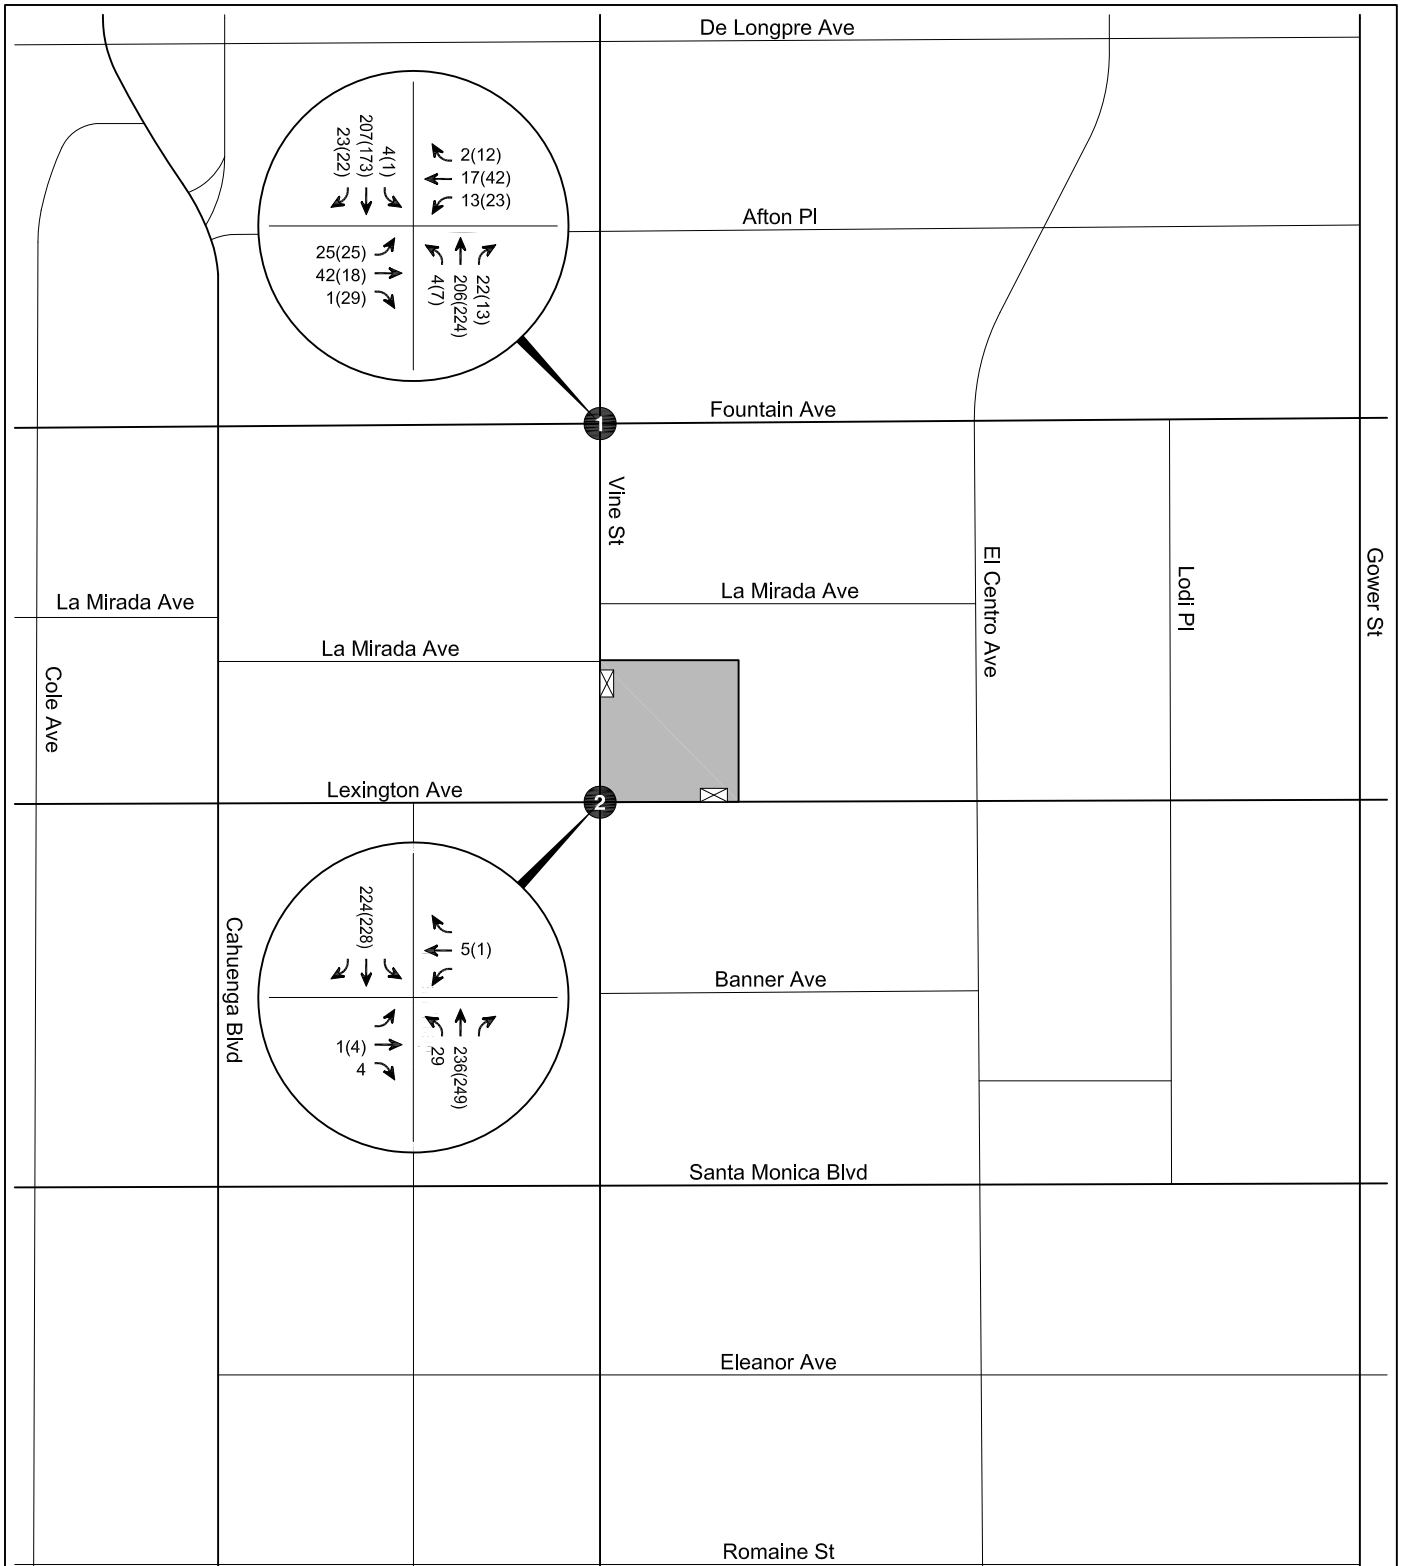 De Longpre Ave
23(22)
207(173)
4(1)
2(12)
17(42)
13(23)
25(25)
42(18)
1(29)
4(7)
206(224)
22(13)
Afton Pl
Fountain Ave
1
Vine St
La Mirada Ave
La Mirada Ave
La Mirada Ave
El Centro Ave
Lodi Pl
Gower St
Cole Ave
Lexington Ave
2
Cahuenga Blvd
224(228)
5(1)
1(4)
4
29
236(249)
Banner Ave
Santa Monica Blvd
Eleanor Ave
Romaine St